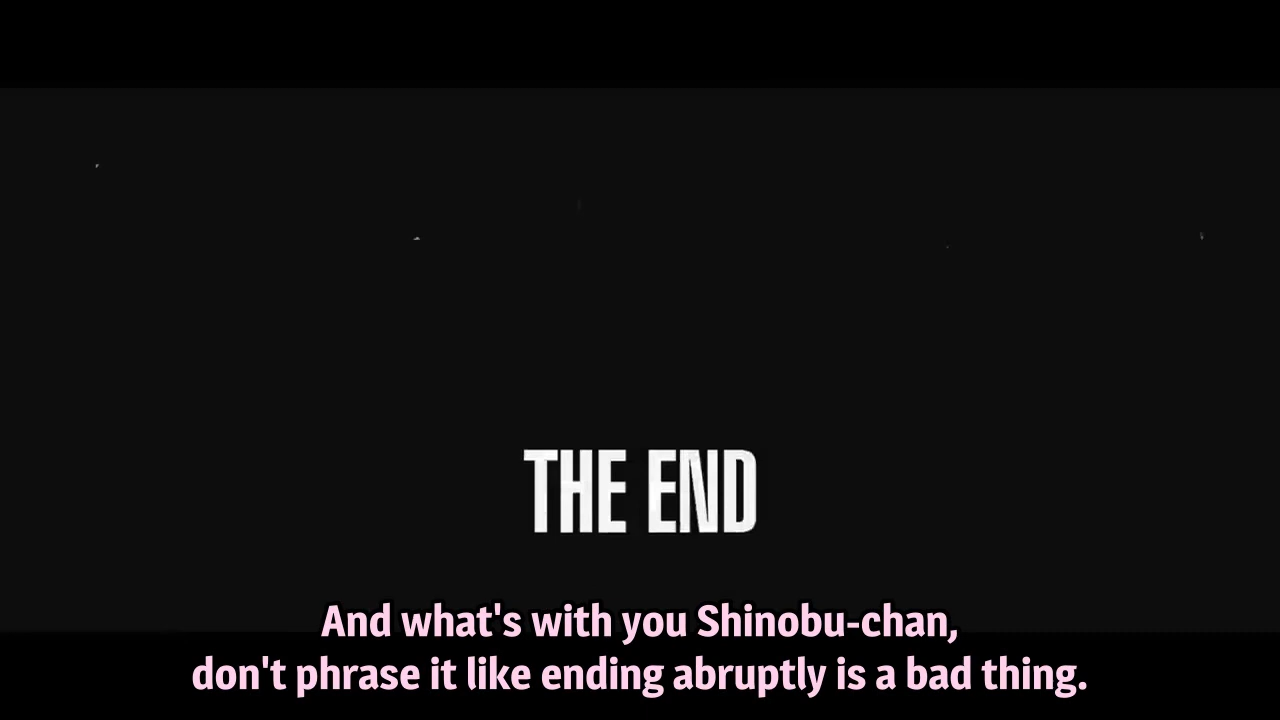 THE END
And what's with you Shinobu-chan,
don't phrase it like ending abruptly is a bad thing.